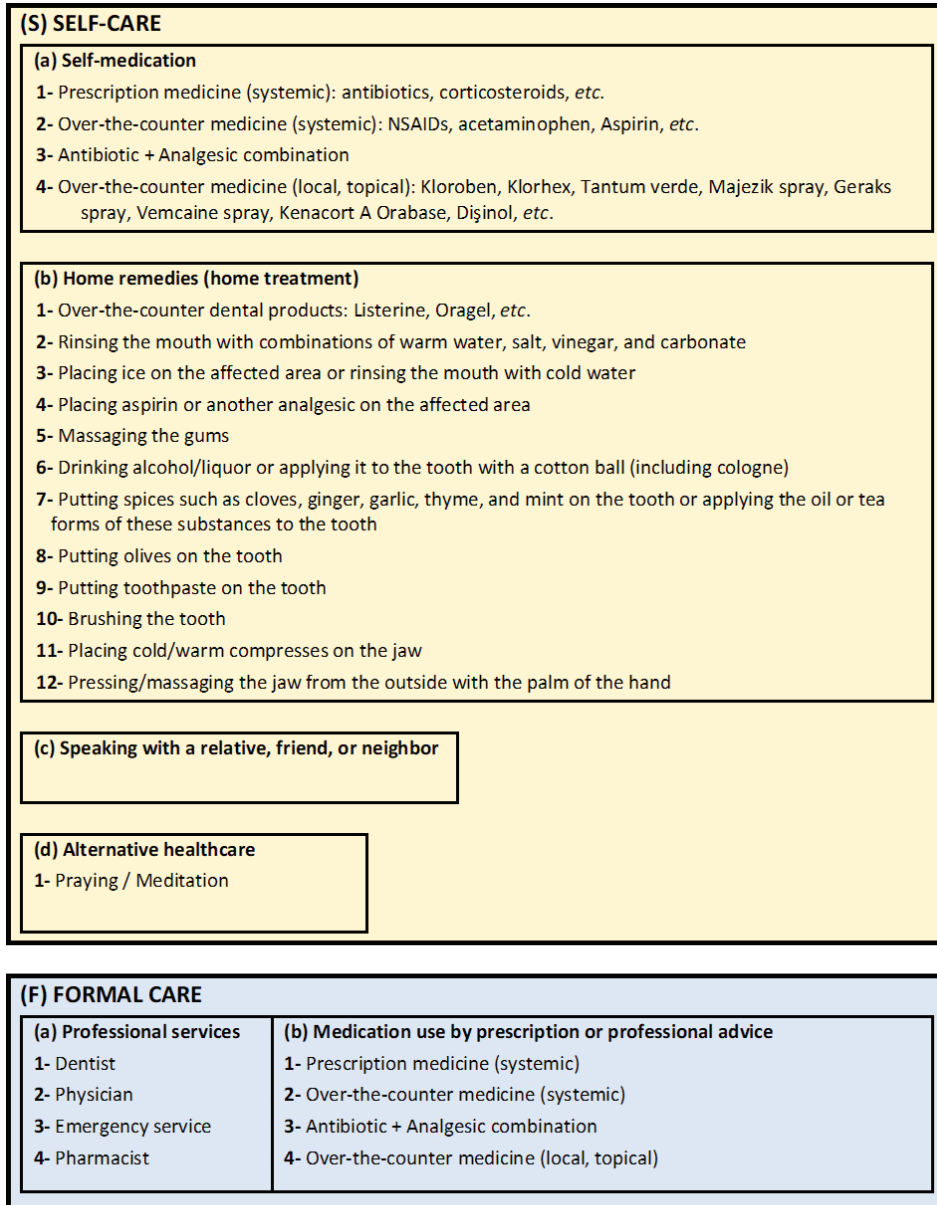 (S) SELF-CARE
(a) Self-medication
1- Prescription medicine (systemic): antibiotics, corticosteroids, etc.
2- Over-the-counter medicine (systemic): NSAIDs, acetaminophen, Aspirin, etc.
3- Antibiotic + Analgesic combination
4- Over-the-counter medicine (local, topical): Kloroben, Klorhex, Tantum verde, Majezik spray, Geraks
spray, Vemcaine spray, Kenacort A Orabase, Dişinol, etc.
(b) Home remedies (home treatment)
1- Over-the-counter dental products: Listerine, Oragel, etc.
2- Rinsing the mouth with combinations of warm water, salt, vinegar, and carbonate
3- Placing ice on the affected area or rinsing the mouth with cold water
4- Placing aspirin or another analgesic on the affected area
5- Massaging the gums
6- Drinking alcohol/liquor or applying it to the tooth with a cotton ball (including cologne)
7- Putting spices such as cloves, ginger, garlic, thyme, and mint on the tooth or applying the oil or tea
forms of these substances to the tooth
8- Putting olives on the tooth
9- Putting toothpaste on the tooth
10- Brushing the tooth
11- Placing cold/warm compresses on the jaw
12- Pressing/massaging the jaw from the outside with the palm of the hand
(c) Speaking with a relative, friend, or neighbor
(d) Alternative healthcare
1- Praying / Meditation
(F) FORMAL CARE
(a) Professional services
1- Dentist
2- Physician
3- Emergency service
4- Pharmacist
(b) Medication use by prescription or professional advice
1- Prescription medicine (systemic)
2- Over-the-counter medicine (systemic)
3- Antibiotic + Analgesic combination
4- Over-the-counter medicine (local, topical)